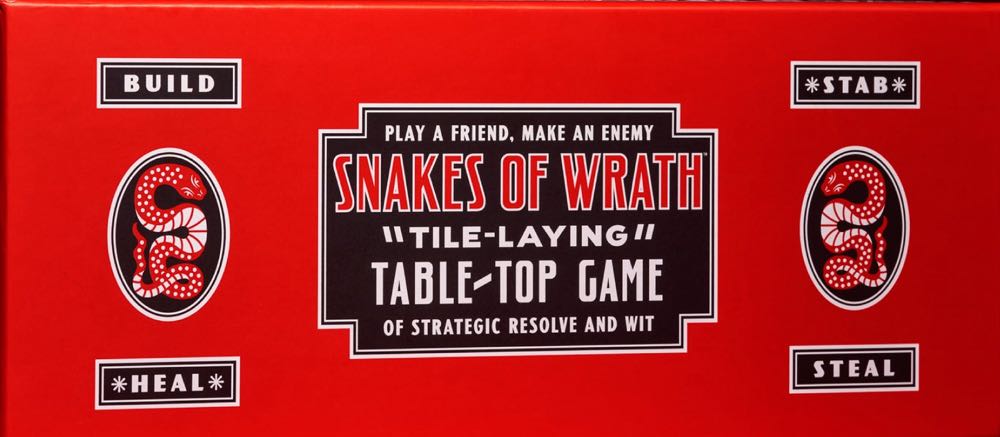 BUILD
*STAB*
PLAY A FRIEND, MAKE AN ENEMY
SNAKES OF WRATH™
"TILE-LAYING"
TABLE-TOP GAME
OF STRATEGIC RESOLVE AND WIT
*HEAL*
STEAL